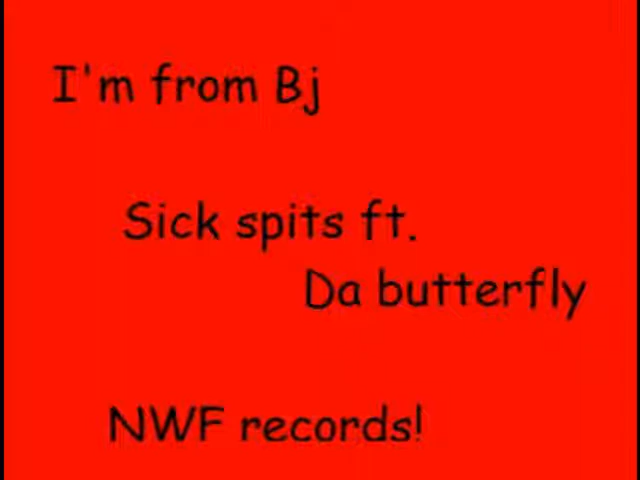 I'm from Bj
Sick spits ft.
Da butterfly
NWF records!